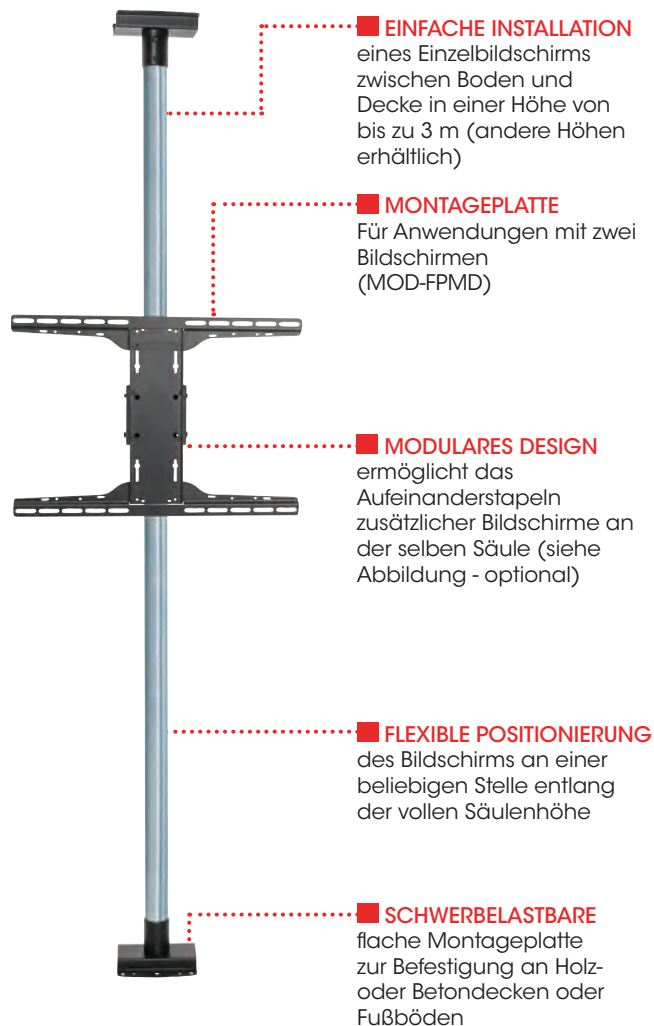 EINFACHE INSTALLATION
eines Einzelbildschirms
zwischen Boden und
Decke in einer Höhe von
bis zu 3 m (andere Höhen
erhältlich)
MONTAGEPLATTE
Für Anwendungen mit zwei
Bildschirmen
(MOD-FPMD)
MODULARES DESIGN
ermöglicht das
Aufeinanderstapeln
zusätzlicher Bildschirme an
der selben Säule (siehe
Abbildung - optional)
FLEXIBLE POSITIONIERUNG
des Bildschirms an einer
beliebigen Stelle entlang
der vollen Säulenhöhe
SCHWERBELASTBARE
flache Montageplatte
zur Befestigung an Holz-
oder Betondecken oder
Fußböden